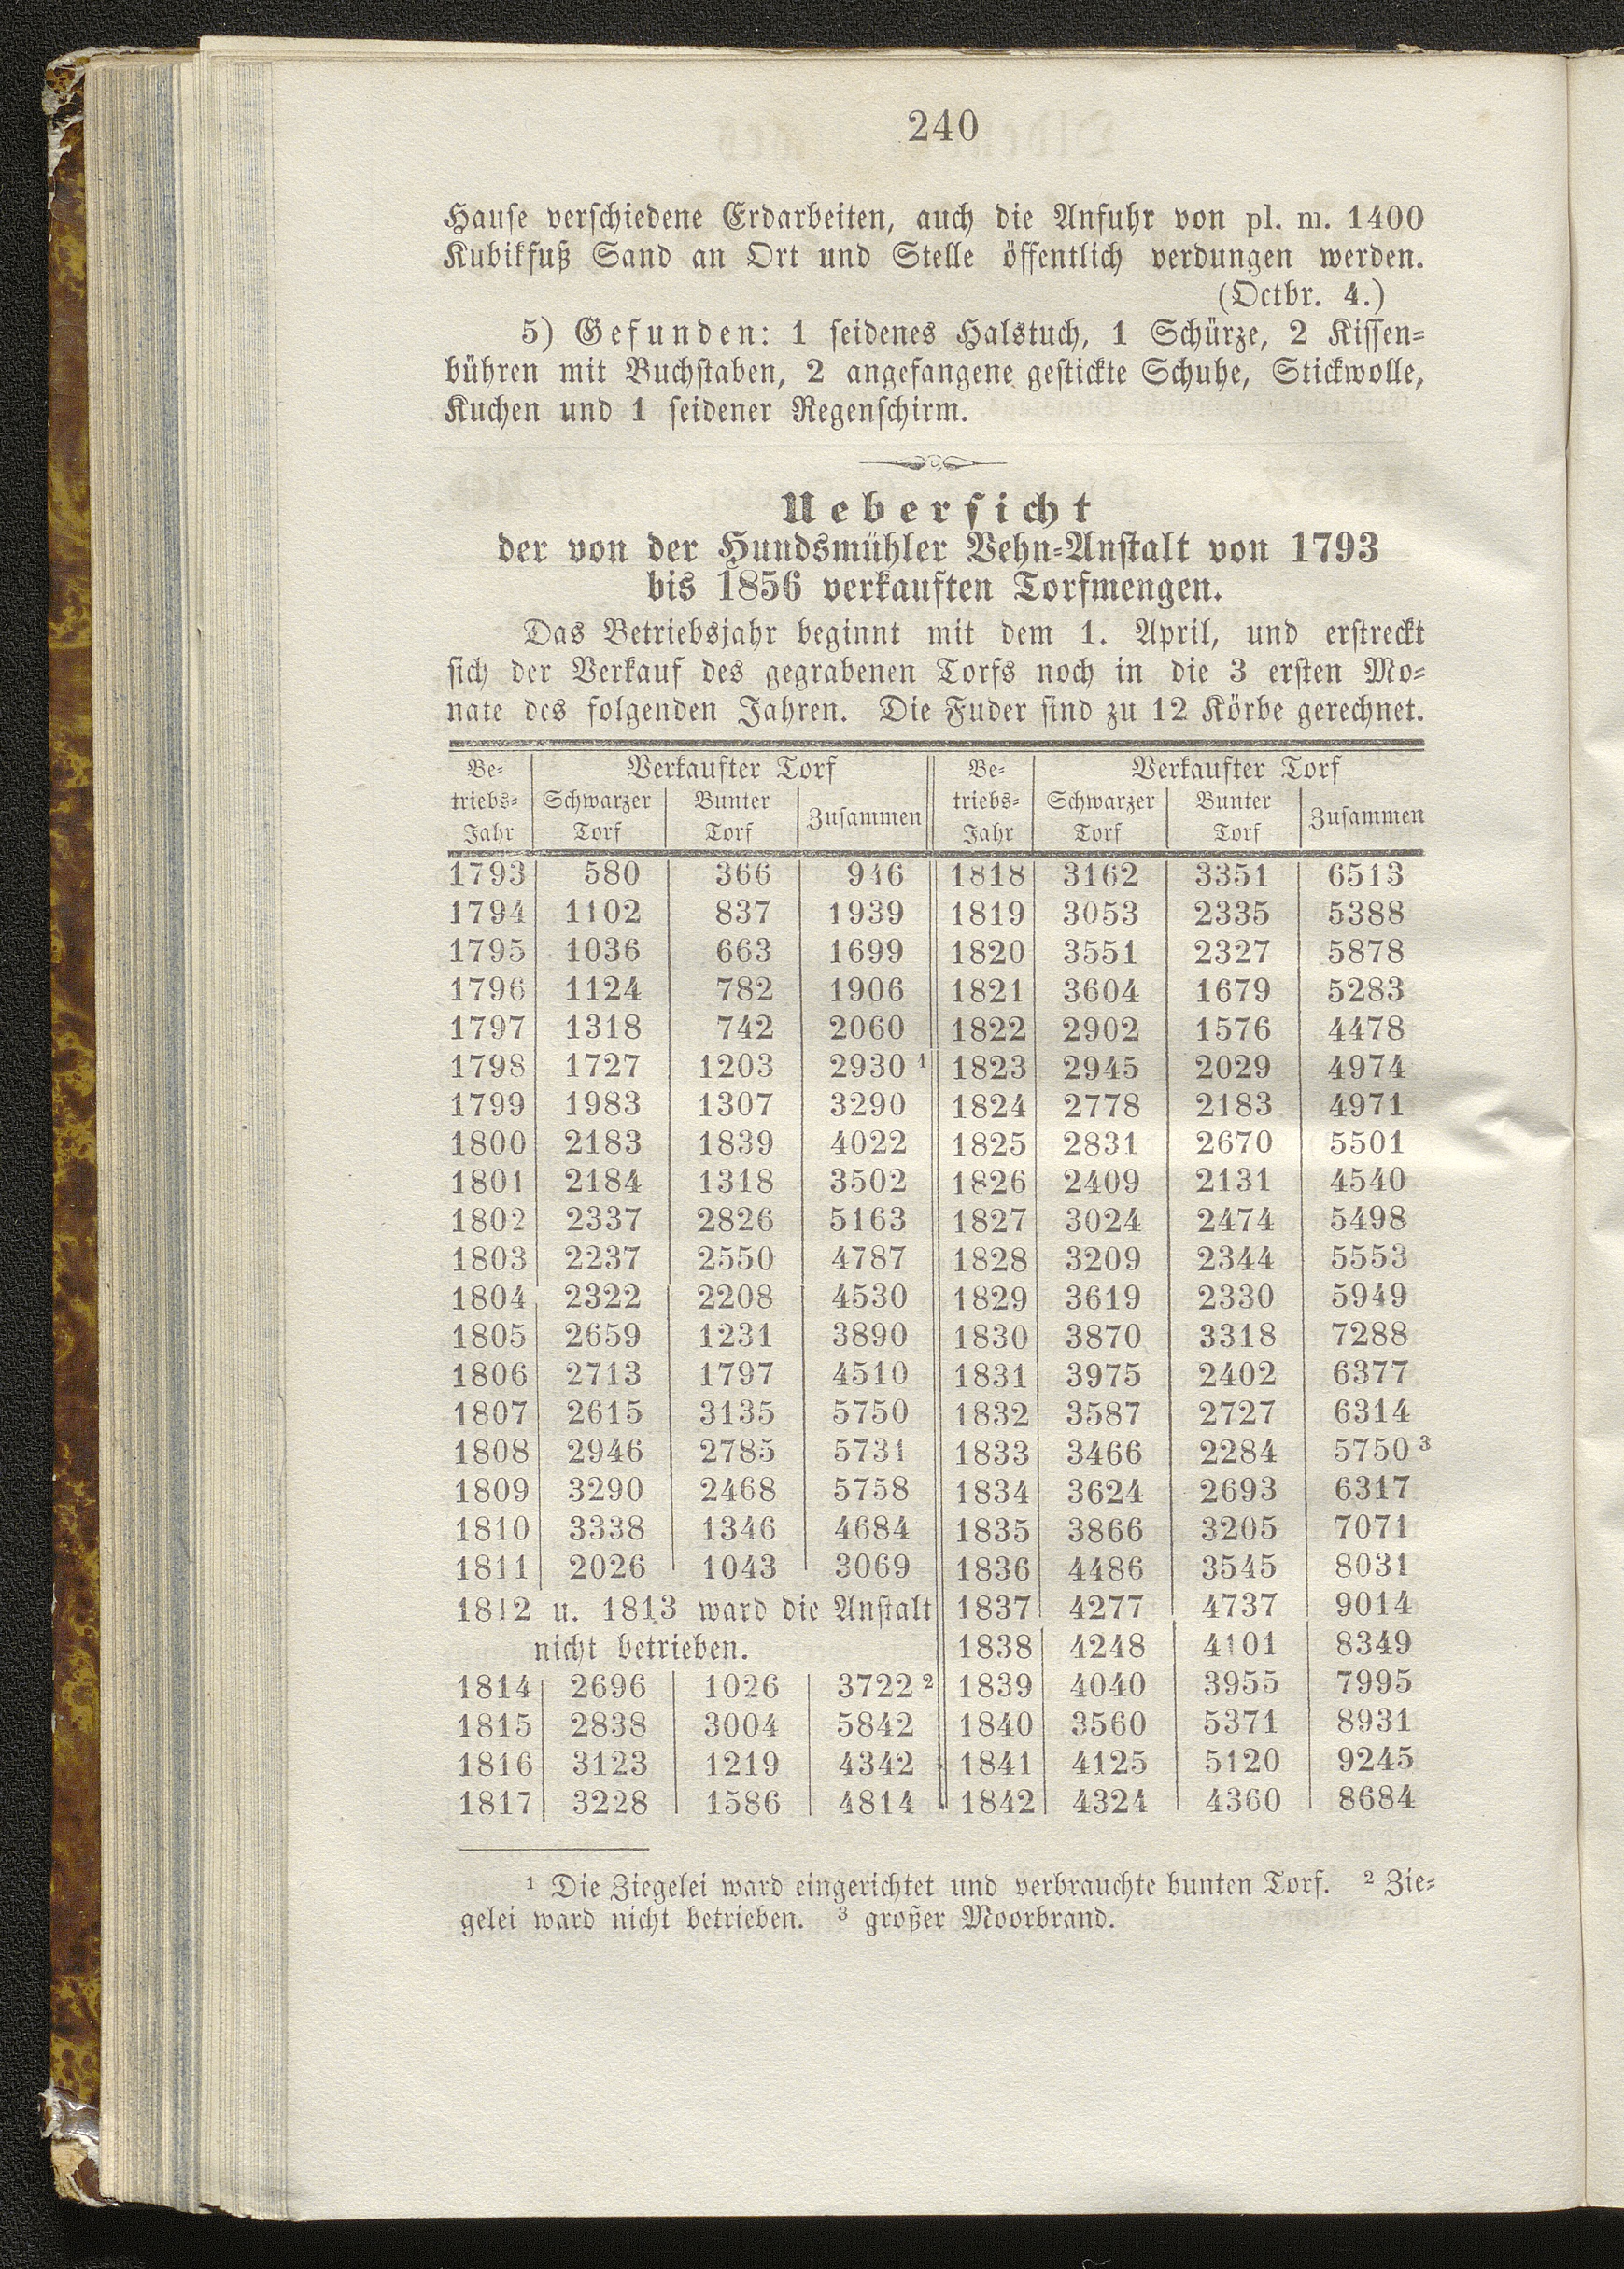 240
Hause verschiedene Erdarbeiten, auch die Anfuhr von pl. m. 1400
Kubikfuß Sand an Ort und Stelle öffentlich verdungen werden.
(Octbr. 4.)
5) Gefunden: 1 seidenes Halstuch, 1 Schürze, 2 Kissen-
bühren mit Buchstaben, 2 angefangene gestickte Schuhe, Stickwolle,
Kuchen und 1 seidener Regenschirm.
Uebersicht
der von der Hundsmühler Vehn-Anstalt von 1793
bis 1856 verkauften Torfmengen.
Das Betriebsjahr beginnt mit dem 1. April, und erstreckt
sich der Verkauf des gegrabenen Torfs noch in die 3 ersten Mo-
nate des folgenden Jahren. Die Fuder sind zu 12 Körbe gerechnet.
Be- Verkaufter Torf Be- Verkaufter Torf
triebs- Schwarzer Bunter Zusammen triebs- Schwarzer Bunter Zusammen
Jahr Torf Torf Jahr Torf Torf
1793 580 366 946 1818 3162 3351 6513
1794 1102 837 1939 1819 3053 2335 5388
1795 1036 663 1699 1820 3551 2327 5878
1796 1124 782 1906 1821 3604 1679 5283
1797 1318 742 2060 1822 2902 1576 4478
1798 1727 1203 2930 ¹ 1823 2945 2029 4974
1799 1983 1307 3290 1824 2778 2183 4971
1800 2183 1839 4022 1825 2831 2670 5501
1801 2184 1318 3502 1826 2409 2131 4540
1802 2337 2826 5163 1827 3024 2474 5498
1803 2237 2550 4787 1828 3209 2344 5553
1804 2322 2208 4530 1829 3619 2330 5949
1805 2659 1231 3890 1830 3870 3318 7288
1806 2713 1797 4510 1831 3975 2402 6377
1807 2615 3135 5750 1832 3587 2727 6314
1808 2946 2785 5731 1833 3466 2284 5750 ³
1809 3290 2468 5758 1834 3624 2693 6317
1810 3338 1346 4684 1835 3866 3205 7071
1811 2026 1043 3069 1836 4486 3545 8031
1812 u. 1813 ward die Anstalt 1837 4277 4737 9014
nicht betrieben. 1838 4248 4101 8349
1814 2696 1026 3722 ² 1839 4040 3955 7995
1815 2838 3004 5842 1840 3560 5371 8931
1816 3123 1219 4342 1841 4125 5120 9245
1817 3228 1586 4814 1842 4324 4360 8684
¹ Die Ziegelei ward eingerichtet und verbrauchte bunten Torf. ² Zie-
gelei ward nicht betrieben. ³ großer Moorbrand.